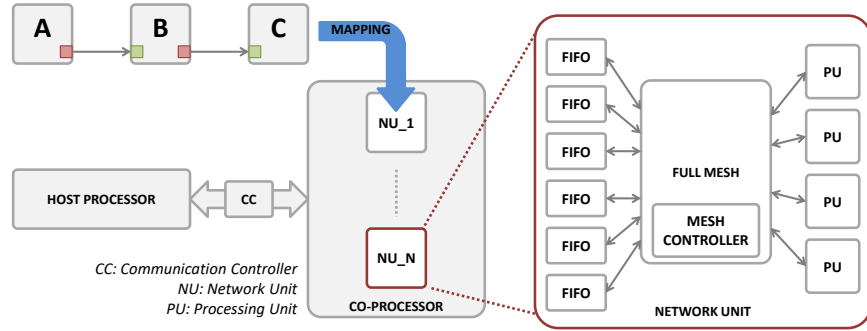 A
B
C
MAPPING
NU_1
HOST PROCESSOR
CC
NU_N
CC: Communication Controller
NU: Network Unit
PU: Processing Unit
CO-PROCESSOR
FIFO
FIFO
FIFO
FIFO
FIFO
FIFO
FULL MESH
MESH
CONTROLLER
PU
PU
PU
PU
NETWORK UNIT